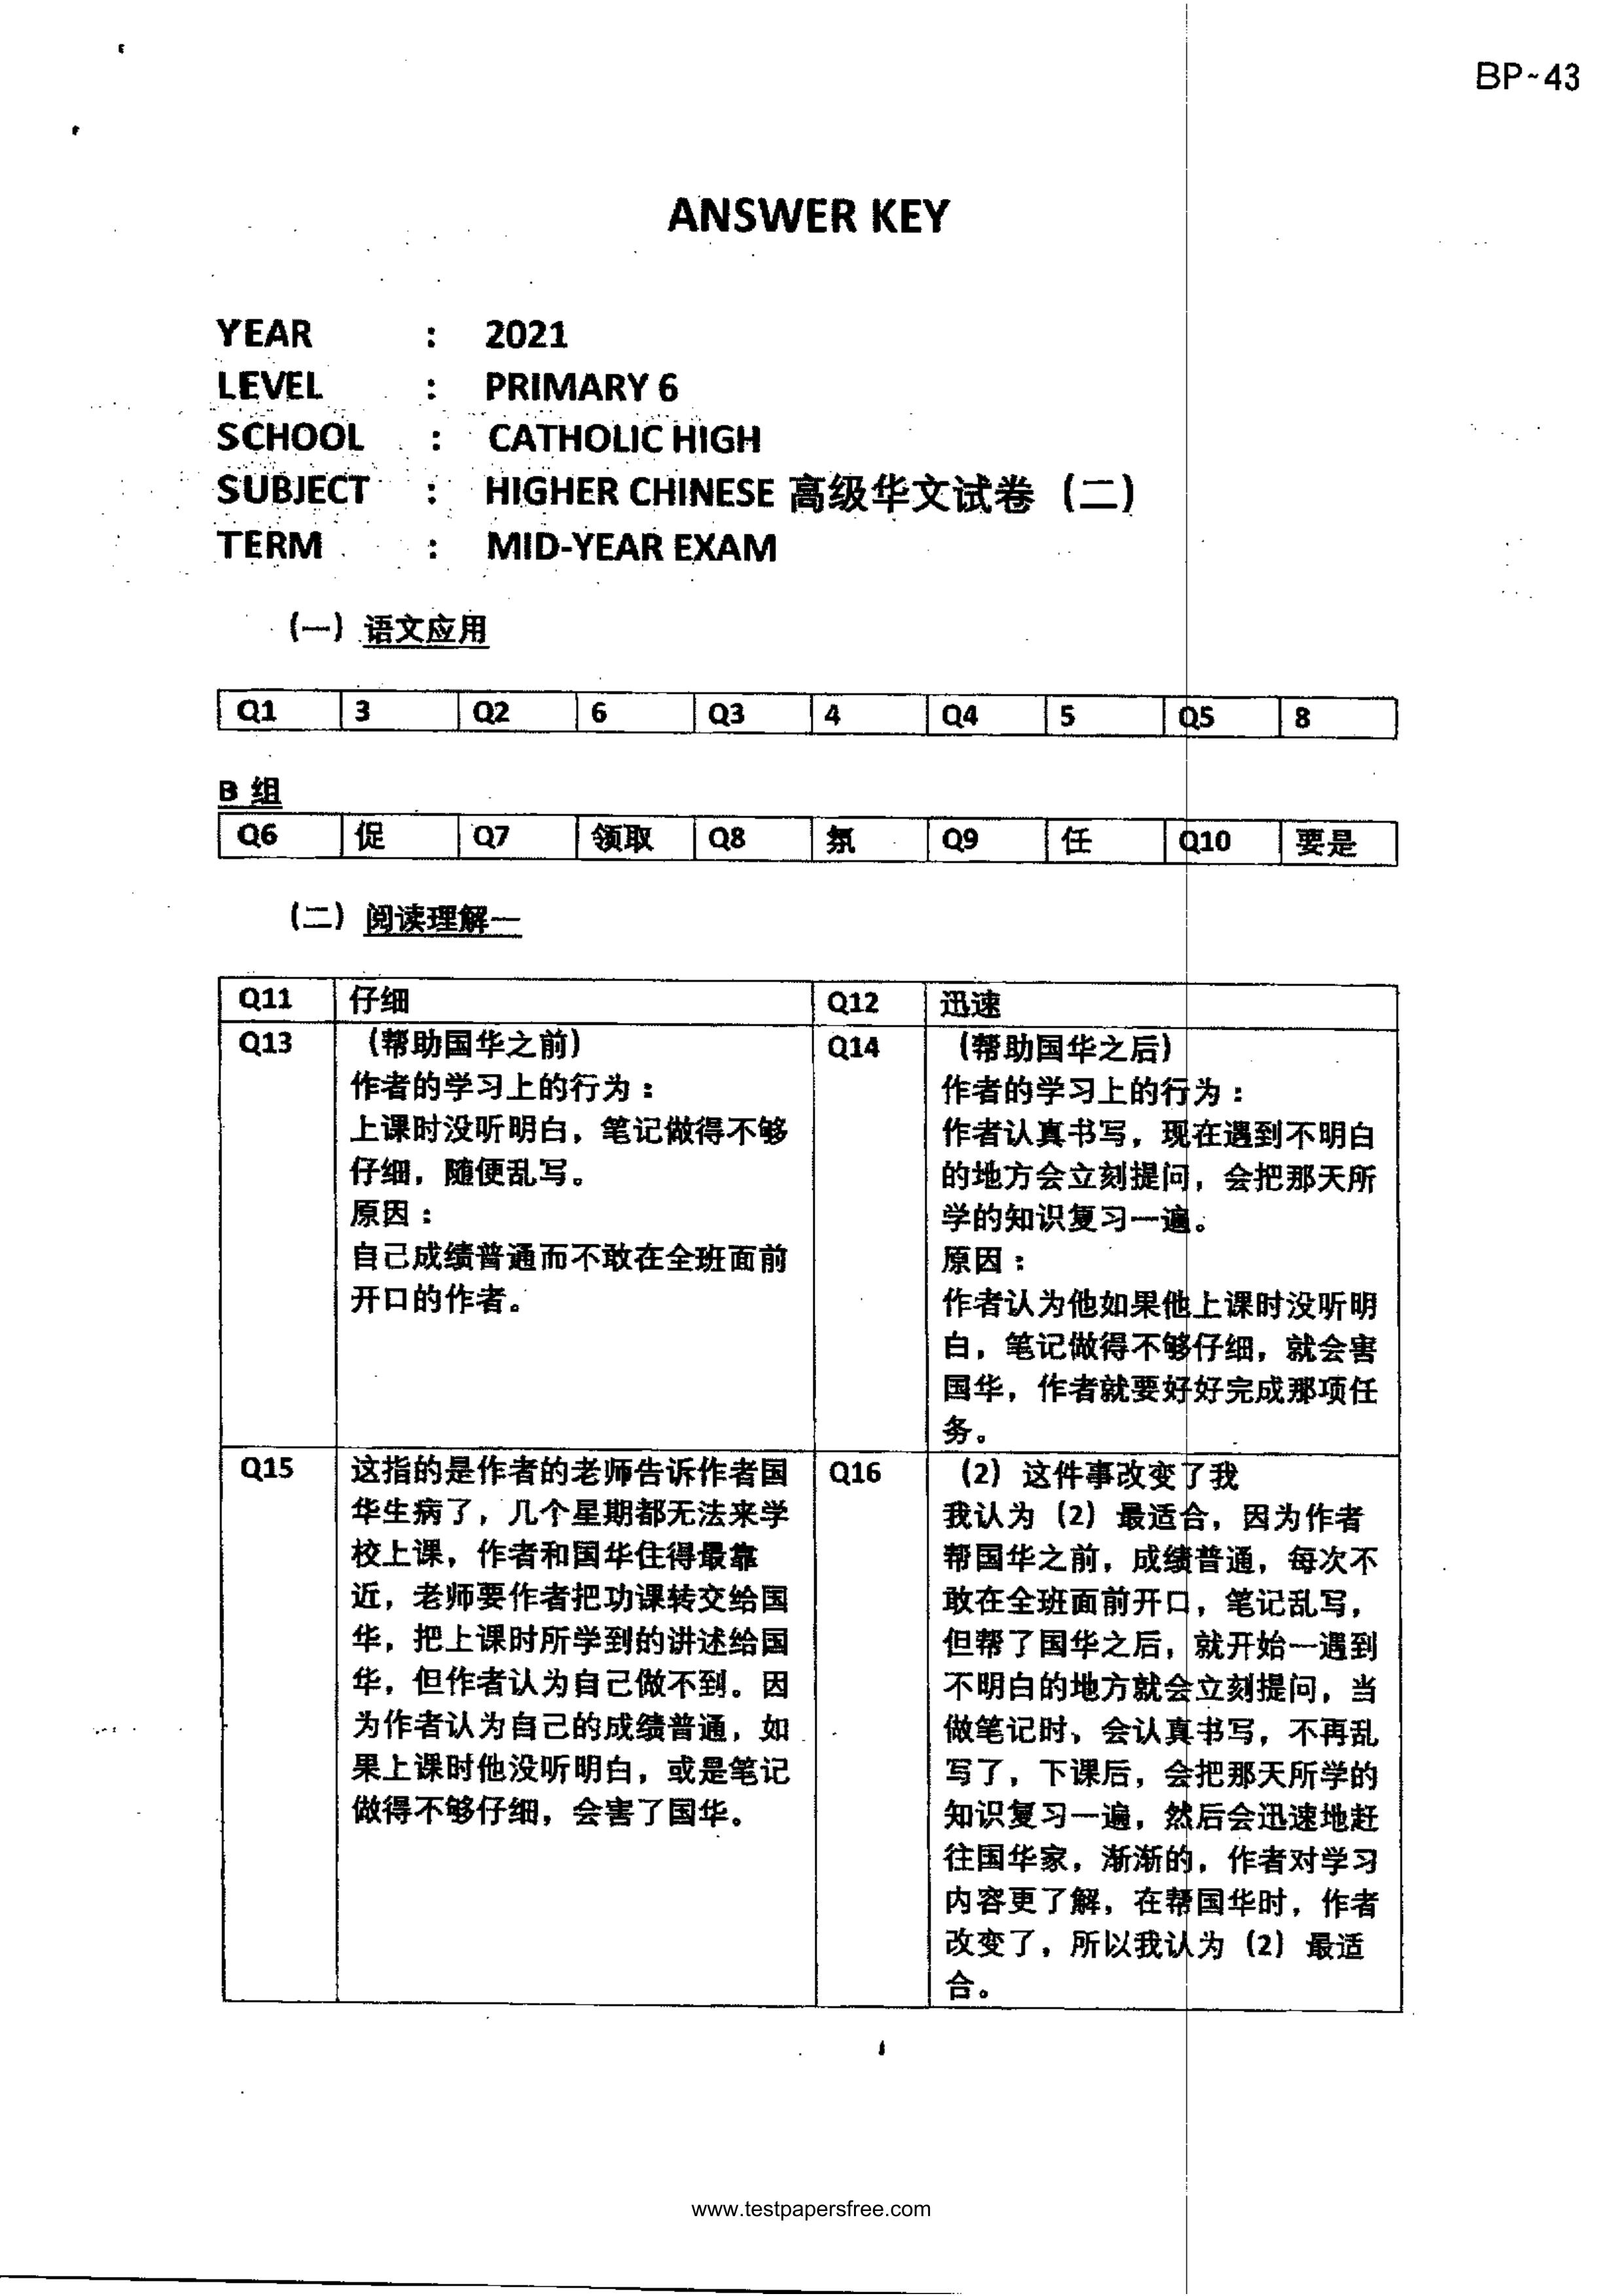 BP~43
ANSWER KEY
YEAR : 2021
LEVEL : PRIMARY 6
SCHOOL : CATHOLIC HIGH
SUBJECT : HIGHER CHINESE 高级华文试卷（二）
TERM : MID-YEAR EXAM
（一）语文应用
Q1 3 Q2 6 Q3 4 Q4 5 Q5 8
B 组
Q6 促 Q7 领取 Q8 氛 Q9 任 Q10 要是
（二）阅读理解一
Q11 仔细 Q12 迅速
Q13 （帮助国华之前）
作者的学习上的行为：
上课时没听明白，笔记做得不够
仔细，随便乱写。
原因：
自己成绩普通而不敢在全班面前
开口的作者。
Q14 （帮助国华之后）
作者的学习上的行为：
作者认真书写，现在遇到不明白
的地方会立刻提问，会把那天所
学的知识复习一遍。
原因：
作者认为他如果他上课时没听明
白，笔记做得不够仔细，就会害
国华，作者就要好好完成那项任
务。
Q15 这指的是作者的老师告诉作者国
华生病了，几个星期都无法来学
校上课，作者和国华住得最靠
近，老师要作者把功课转交给国
华，把上课时所学到的讲述给国
华，但作者认为自己做不到。因
为作者认为自己的成绩普通，如
果上课时他没听明白，或是笔记
做得不够仔细，会害了国华。
Q16 （2）这件事改变了我
我认为（2）最适合，因为作者
帮国华之前，成绩普通，每次不
敢在全班面前开口，笔记乱写，
但帮了国华之后，就开始一遇到
不明白的地方就会立刻提问，当
做笔记时，会认真书写，不再乱
写了，下课后，会把那天所学的
知识复习一遍，然后会迅速地赶
往国华家，渐渐的，作者对学习
内容更了解，在帮国华时，作者
改变了，所以我认为（2）最适
合。
www.testpapersfree.com